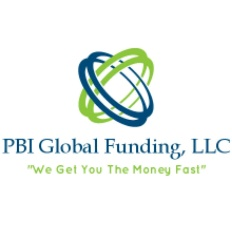 PBI Global Funding, LLC
"We Get You The Money Fast"